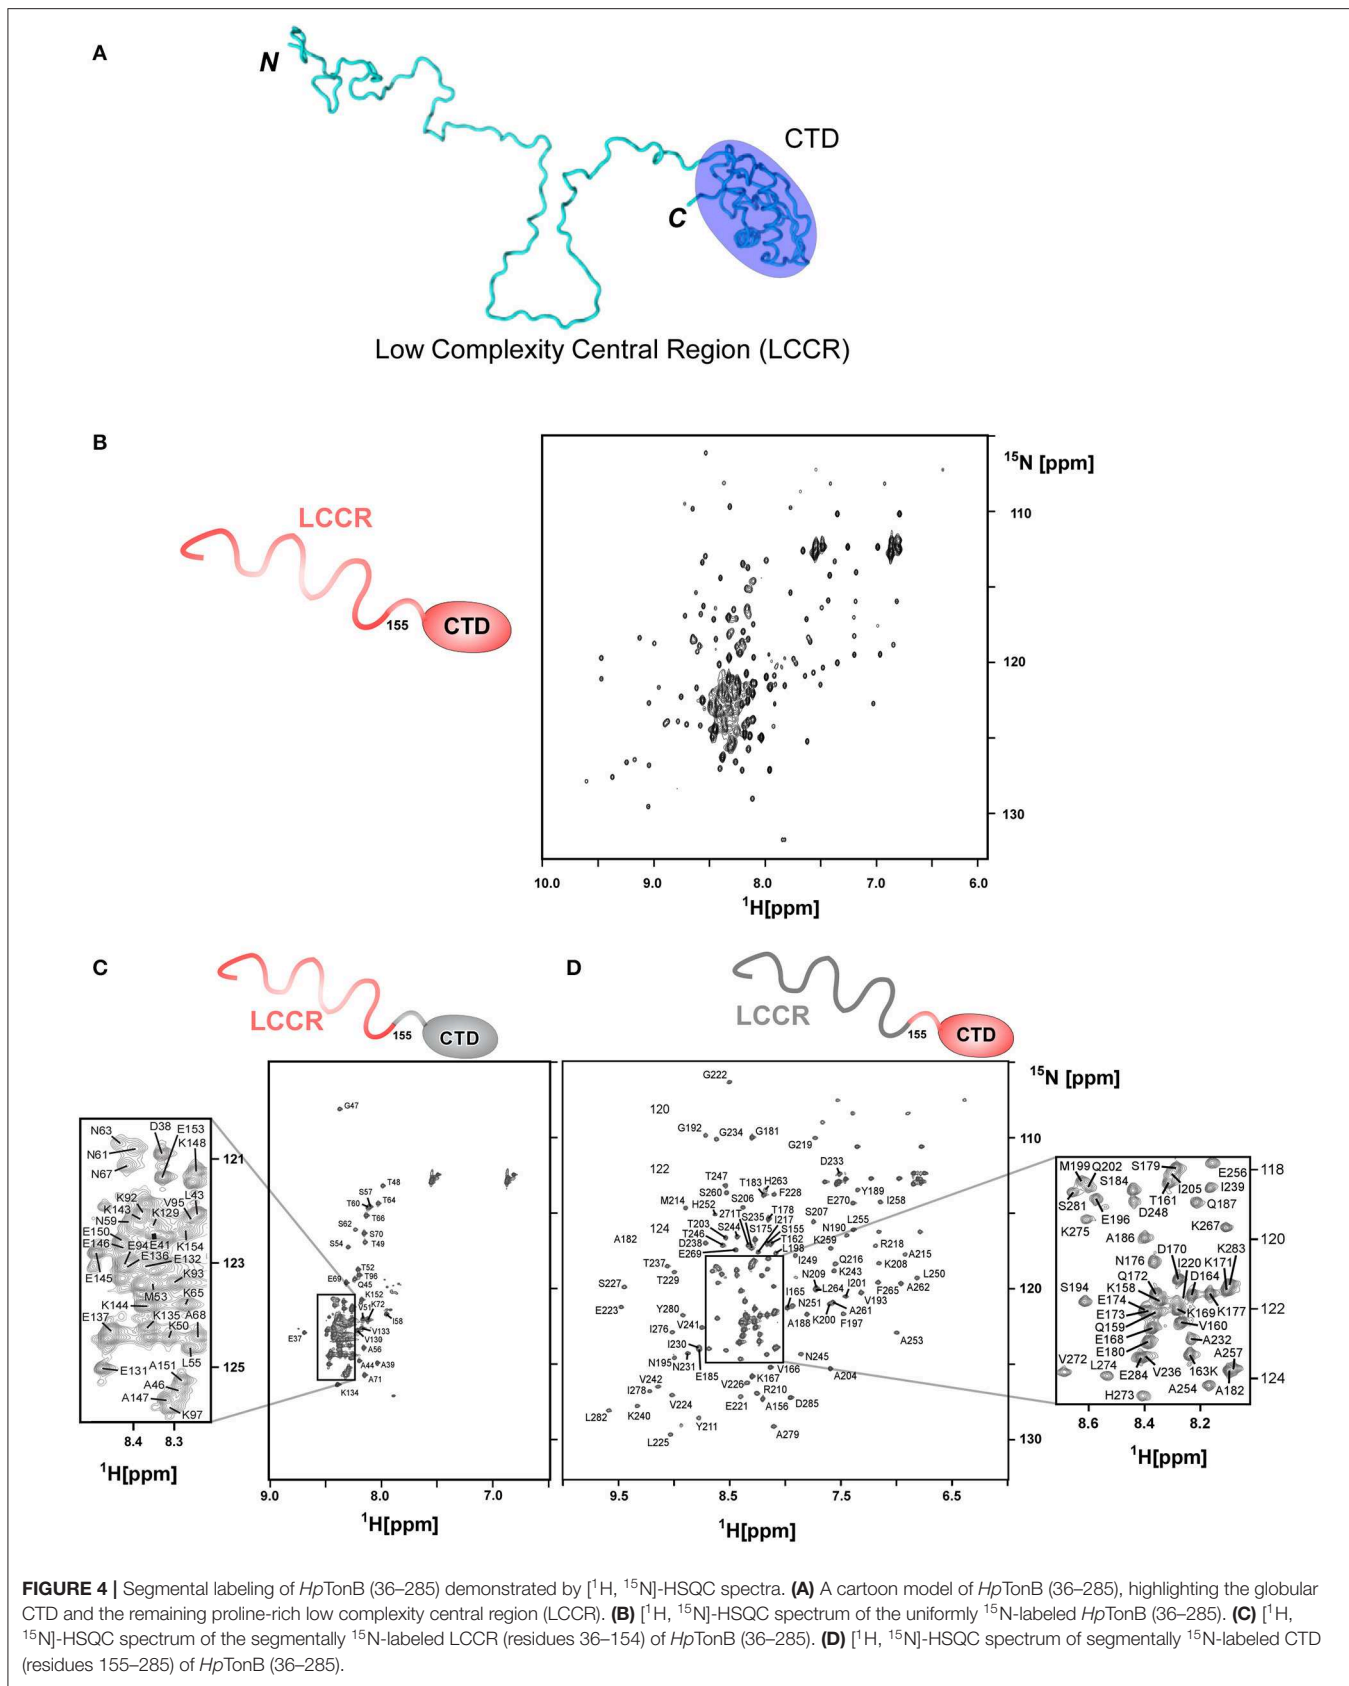 A
N
CTD
C
Low Complexity Central Region (LCCR)
B
LCCR
155
CTD
¹⁵N [ppm]
110
120
130
10.0 9.0 8.0 7.0 6.0
¹H[ppm]
C
LCCR
155
CTD
D
LCCR
155
CTD
N63 D38 E153
N61 K148
N67
121
K92 V95 L43
K143 K129
N59
E150 E94 E41 K154
E146 E136 E132
123
E145 K93
M53 K65
K144
E137 K135 A68
K50
L55
E131 A151
125
A46
A147
K97
8.4 8.3
¹H[ppm]
G47
T48
S57
T60 T64
T66
S62 S70
S54 T49
T52
E69 T96
Q45
K152
V51 K72
I58
E37 V133
V130
A56
A44 A39
A71
K134
9.0 8.0 7.0
¹H[ppm]
¹⁵N [ppm]
G222
120
G192 G234 G181
G219
110
122
D233
T247 T183 H263
S260 S206 F228 Y189
M214 H252 E270 I258
271T S235 T178 S207
124
I217
T203 S244 S175 S155 N190 L255
A182 T246 T162 K259 R218
D238 L198
E269 I249 Q216 A215
T237 K243 K208
T229 N209 L250
S227 L264 I201 A262
120
I165 F265
V193
E223 Y280 N251 A261
V241 A188 K200 F197
I276 A253
I230
N195 N231 E185 V166 N245
V242 K167 A204
I278 V226 R210
V224 E221 A156 D285
L282 K240
Y211
L225 A279
130
9.5 8.5 7.5 6.5
¹H[ppm]
M199 Q202 S179 E256
118
S184 I205 I239
S281 T161
D248 Q187
E196
K275 K267
A186
120
D170 K283
N176 I220 K171
S194 Q172 D164
K158
E174 K169 K177
122
E173
Q159 V160
E168 A232
E180 A257
V272 L274 V236 163K
E284 A182
124
H273 A254
8.6 8.4 8.2
¹H[ppm]
FIGURE 4 | Segmental labeling of HpTonB (36–285) demonstrated by [¹H, ¹⁵N]-HSQC spectra. (A) A cartoon model of HpTonB (36–285), highlighting the globular
CTD and the remaining proline-rich low complexity central region (LCCR). (B) [¹H, ¹⁵N]-HSQC spectrum of the uniformly ¹⁵N-labeled HpTonB (36–285). (C) [¹H,
¹⁵N]-HSQC spectrum of the segmentally ¹⁵N-labeled LCCR (residues 36–154) of HpTonB (36–285). (D) [¹H, ¹⁵N]-HSQC spectrum of segmentally ¹⁵N-labeled CTD
(residues 155–285) of HpTonB (36–285).